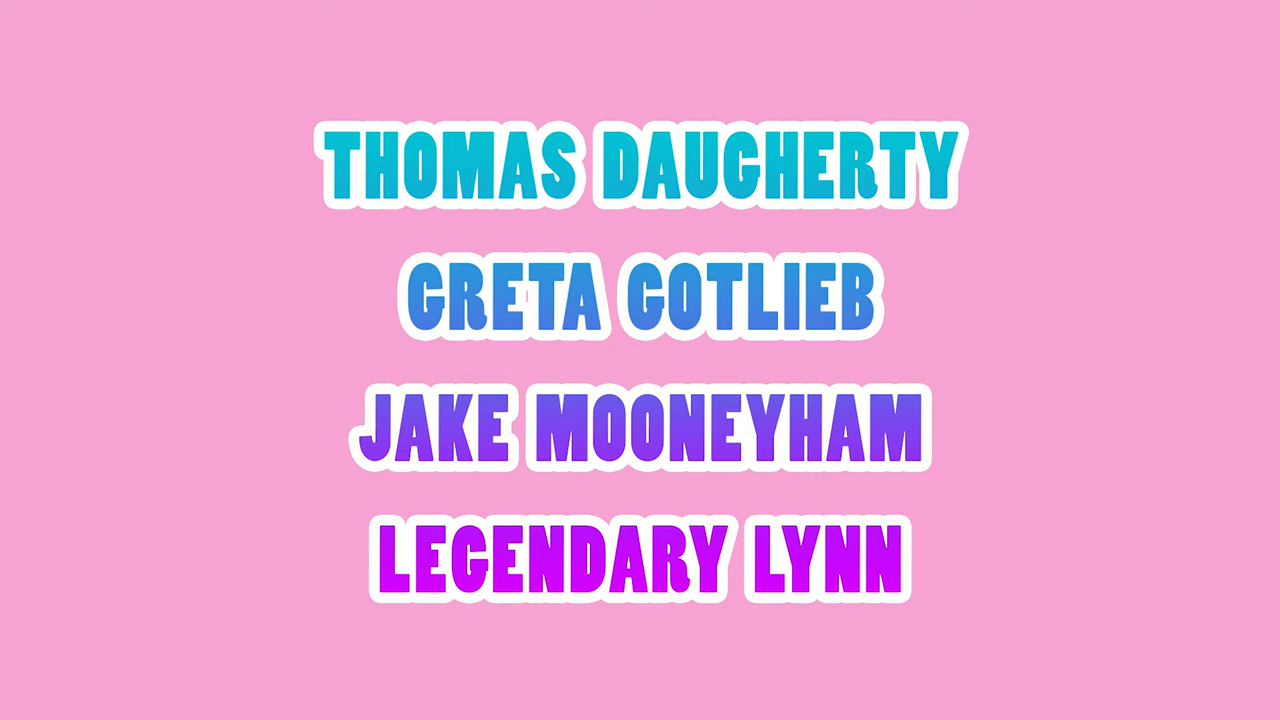 THOMAS DAUGHERTY
GRETA GOTLIEB
JAKE MOONEYHAM
LEGENDARY LYNN